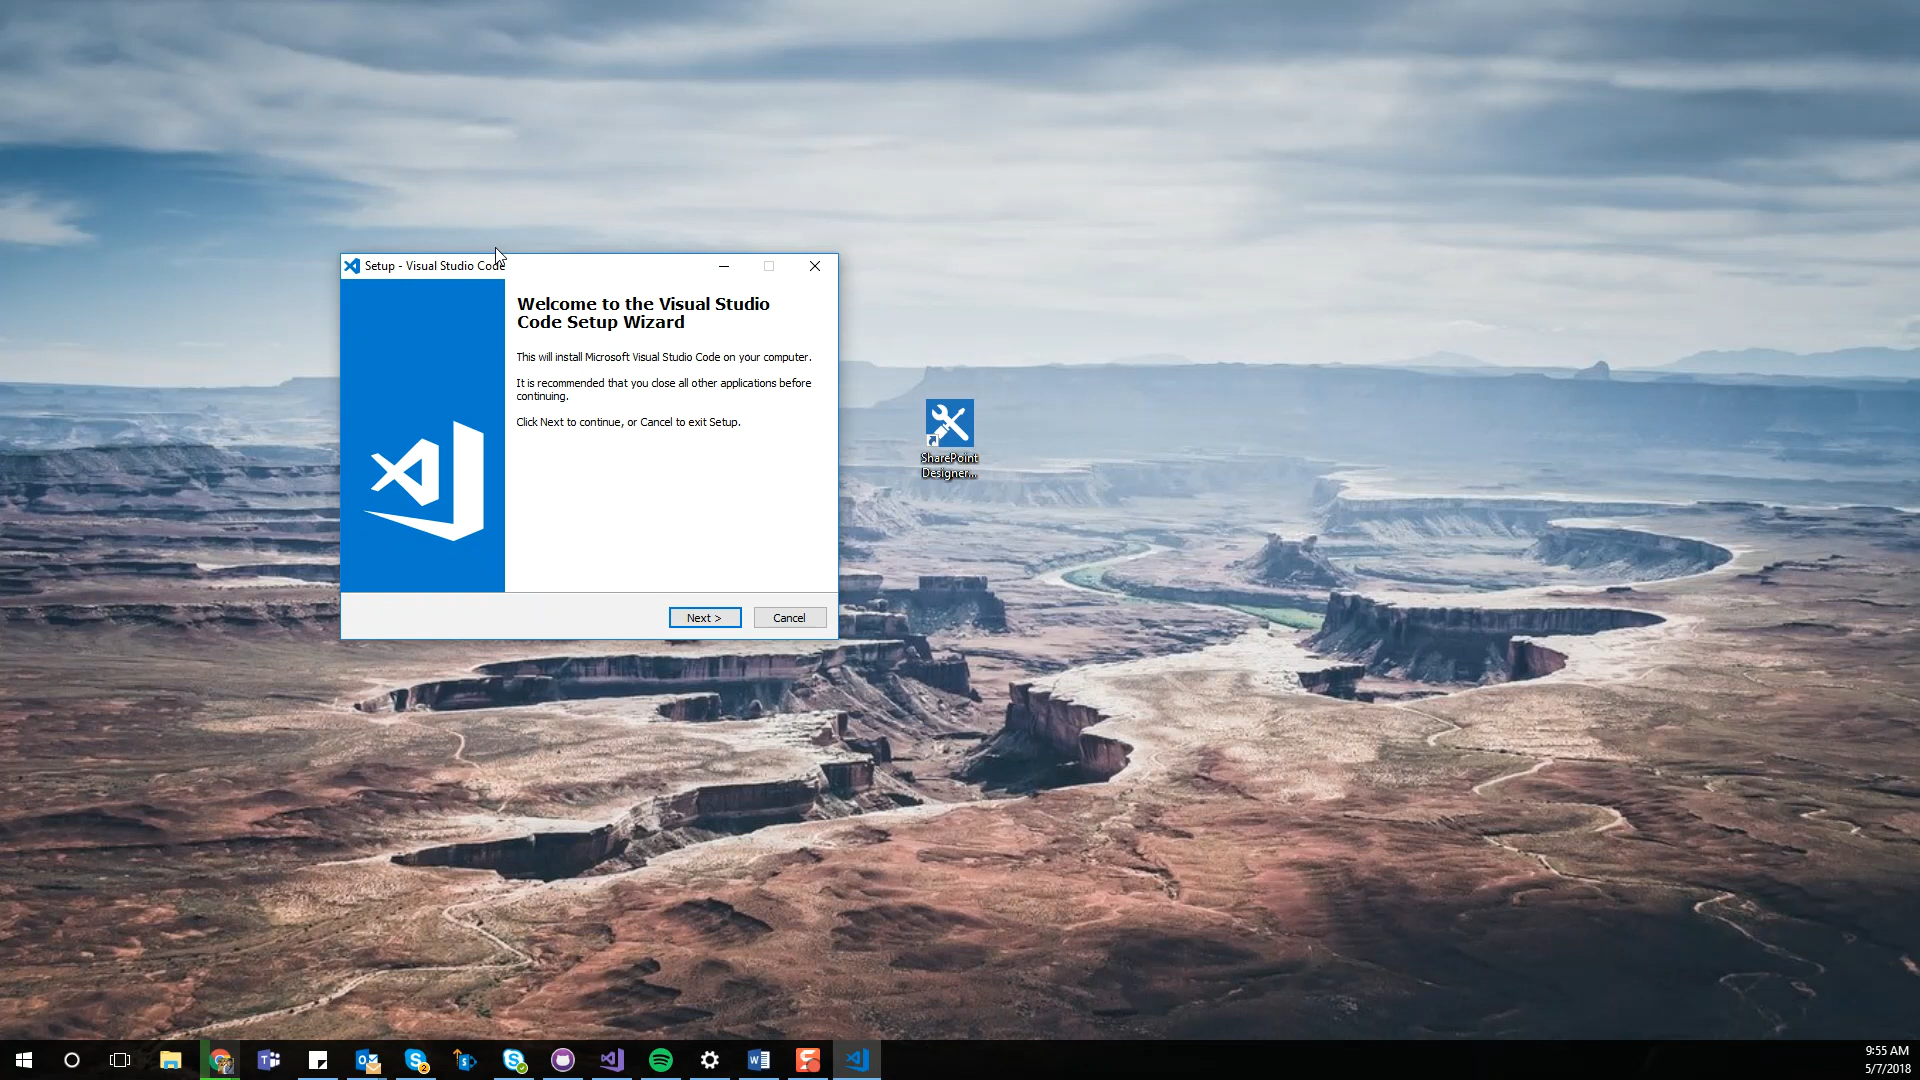 Setup - Visual Studio Code
Welcome to the Visual Studio
Code Setup Wizard
This will install Microsoft Visual Studio Code on your computer.
It is recommended that you close all other applications before
continuing.
Click Next to continue, or Cancel to exit Setup.
Next >
Cancel
SharePoint
Designer...
2
9:55 AM
5/7/2018